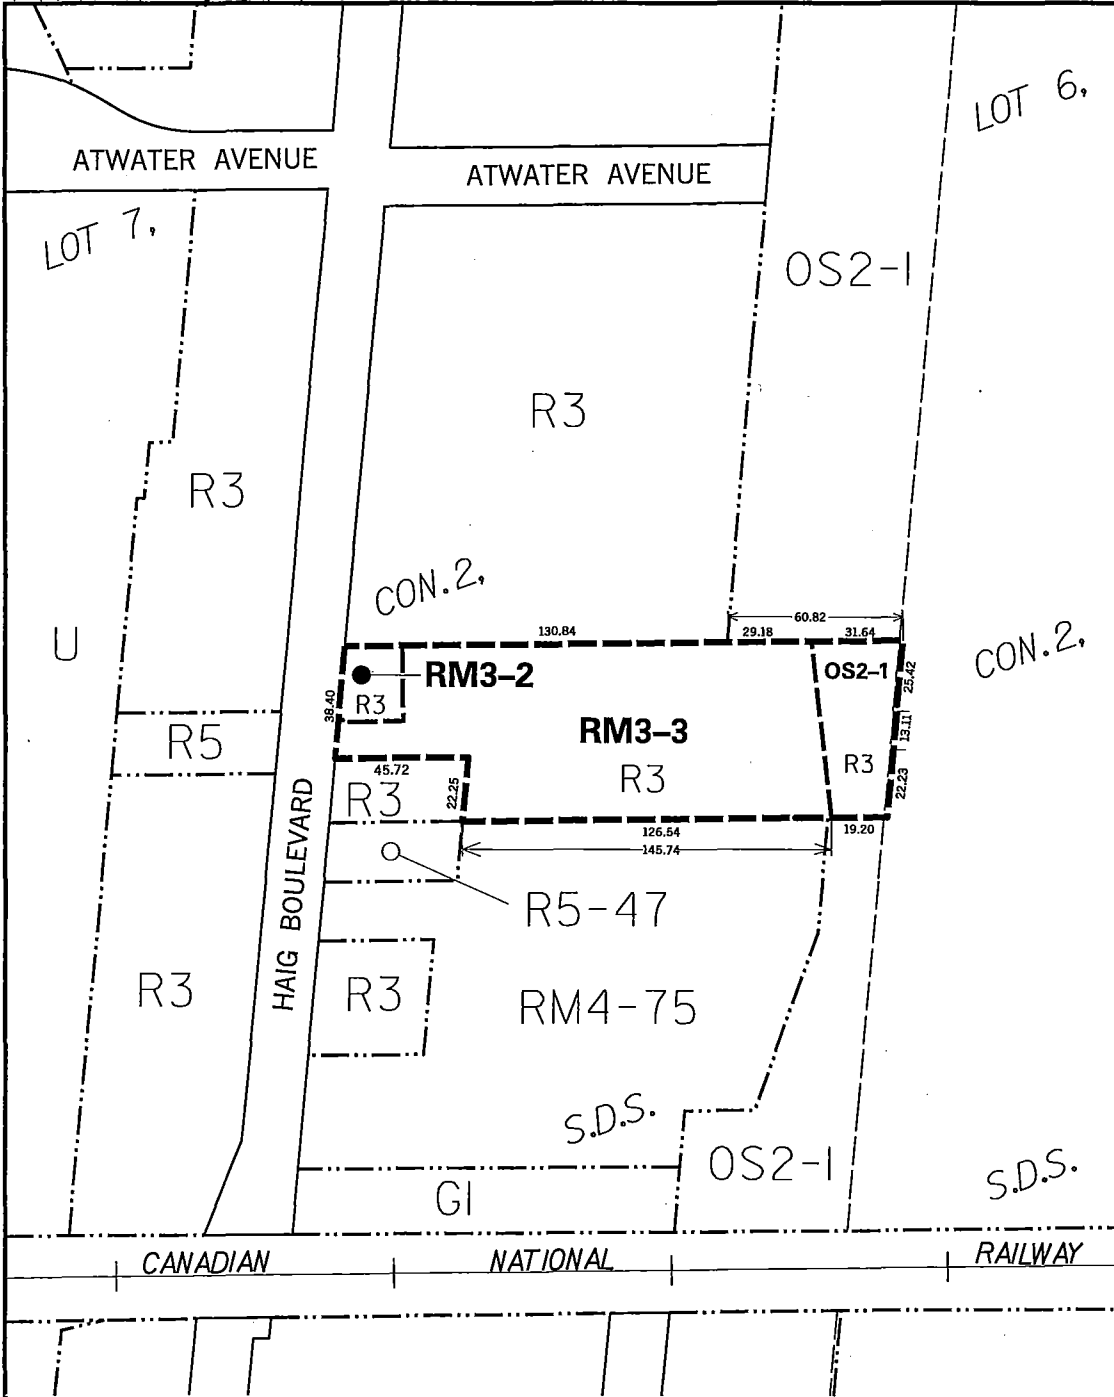 LOT 6,
ATWATER AVENUE
ATWATER AVENUE
LOT 7,
OS2-1
R3
R3
CON.2,
60.82
130.84
29.18
31.64
U
CON.2,
RM3-2
OS2-1
25.42
38.40
R3
RM3-3
13.11
R5
R3
R3
22.23
45.72
R3
22.25
126.54
19.20
145.74
HAIG BOULEVARD
R5-47
R3
R3
RM4-75
S.D.S.
OS2-1
S.D.S.
G1
CANADIAN NATIONAL RAILWAY